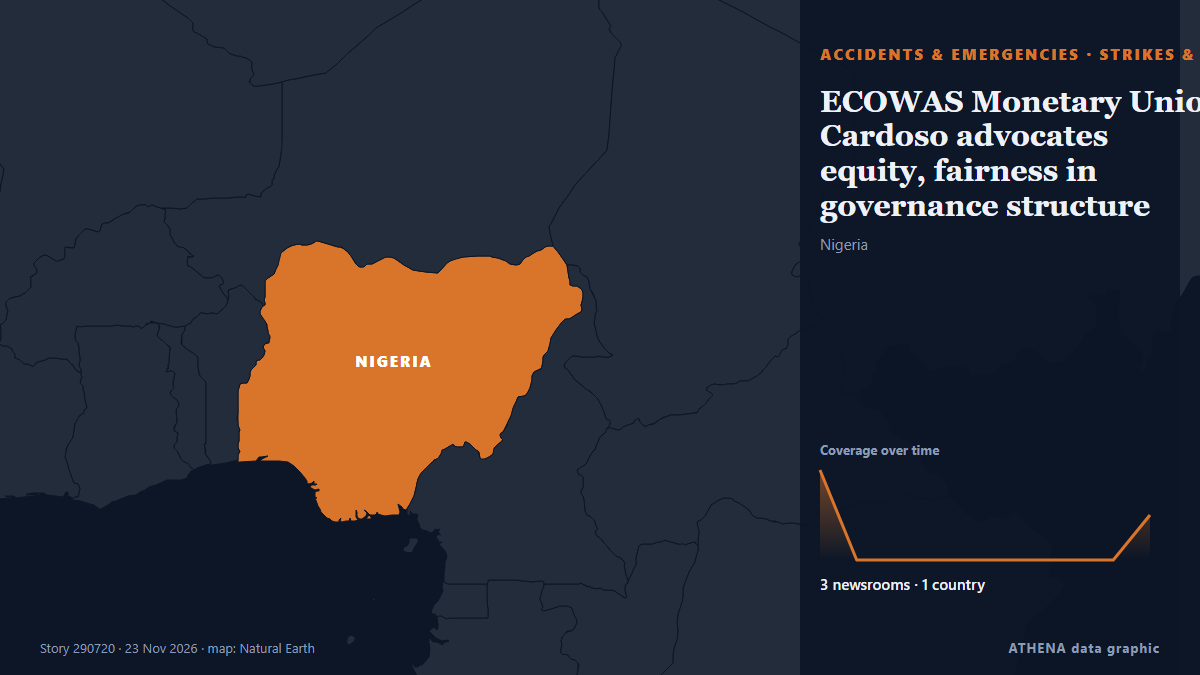 ACCIDENTS & EMERGENCIES · STRIKES &
ECOWAS Monetary Unio
Cardoso advocates
equity, fairness in
governance structure
Nigeria
NIGERIA
Coverage over time
3 newsrooms · 1 country
Story 290720 · 23 Nov 2026 · map: Natural Earth
ATHENA data graphic